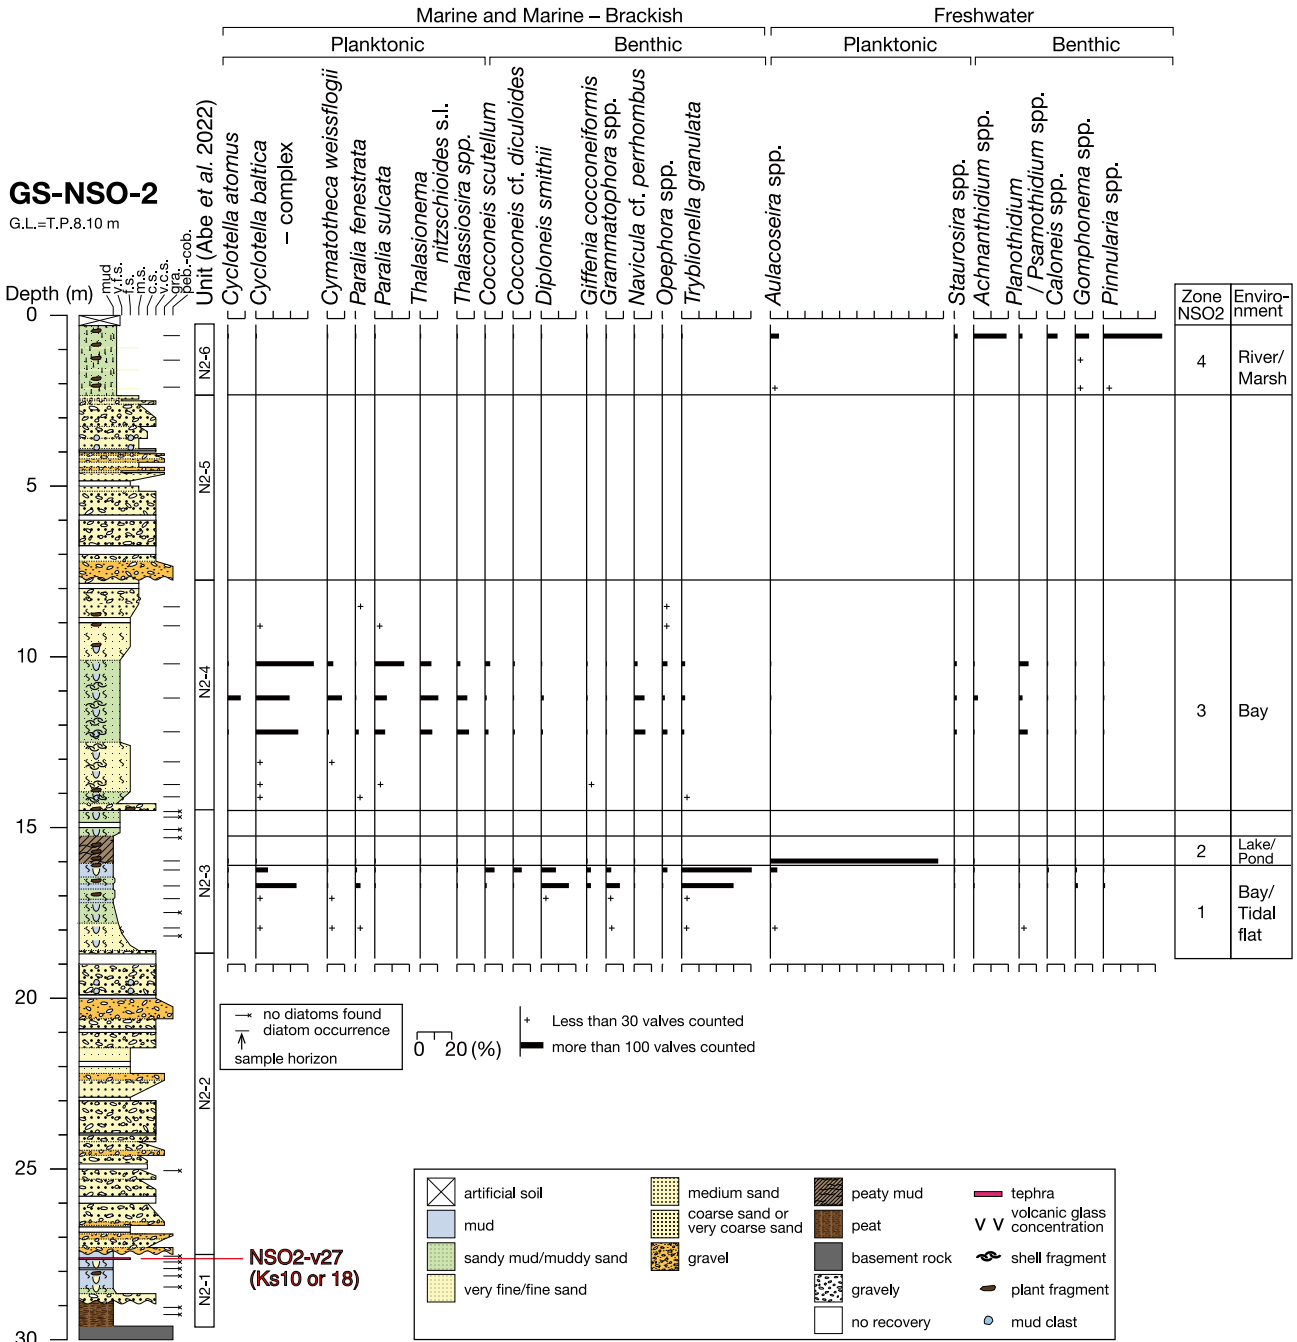 Marine and Marine – Brackish
Freshwater
Planktonic
Benthic
Planktonic
Benthic
GS-NSO-2
G.L.=T.P.8.10 m
Depth (m)
mud
v.f.s.
f.s.
m.s.
c.s.
v.c.s.
gra.
peb.-cob.
Unit (Abe et al. 2022)
Cyclotella atomus
Cyclotella baltica
– complex
Cymatotheca weissflogii
Paralia fenestrata
Paralia sulcata
Thalasionema
nitzschioides s.l.
Thalassiosira spp.
Cocconeis scutellum
Cocconeis cf. diculoides
Diploneis smithii
Giffenia cocconeiformis
Grammatophora spp.
Navicula cf. perrhombus
Opephora spp.
Tryblionella granulata
Aulacoseira spp.
Staurosira spp.
Achnanthidium spp.
Planothidium
/ Psamothidium spp.
Caloneis spp.
Gomphonema spp.
Pinnularia spp.
Zone
NSO2
Enviro-
nment
0
5
10
15
20
25
30
N2-6
N2-5
N2-4
N2-3
N2-2
N2-1
4
River/
Marsh
3
Bay
2
Lake/
Pond
1
Bay/
Tidal
flat
no diatoms found
diatom occurrence
sample horizon
0 20 (%)
+ Less than 30 valves counted
more than 100 valves counted
NSO2-v27
(Ks10 or 18)
artificial soil
mud
sandy mud/muddy sand
very fine/fine sand
medium sand
coarse sand or
very coarse sand
gravel
peaty mud
peat
basement rock
gravely
no recovery
tephra
V V volcanic glass
concentration
shell fragment
plant fragment
mud clast